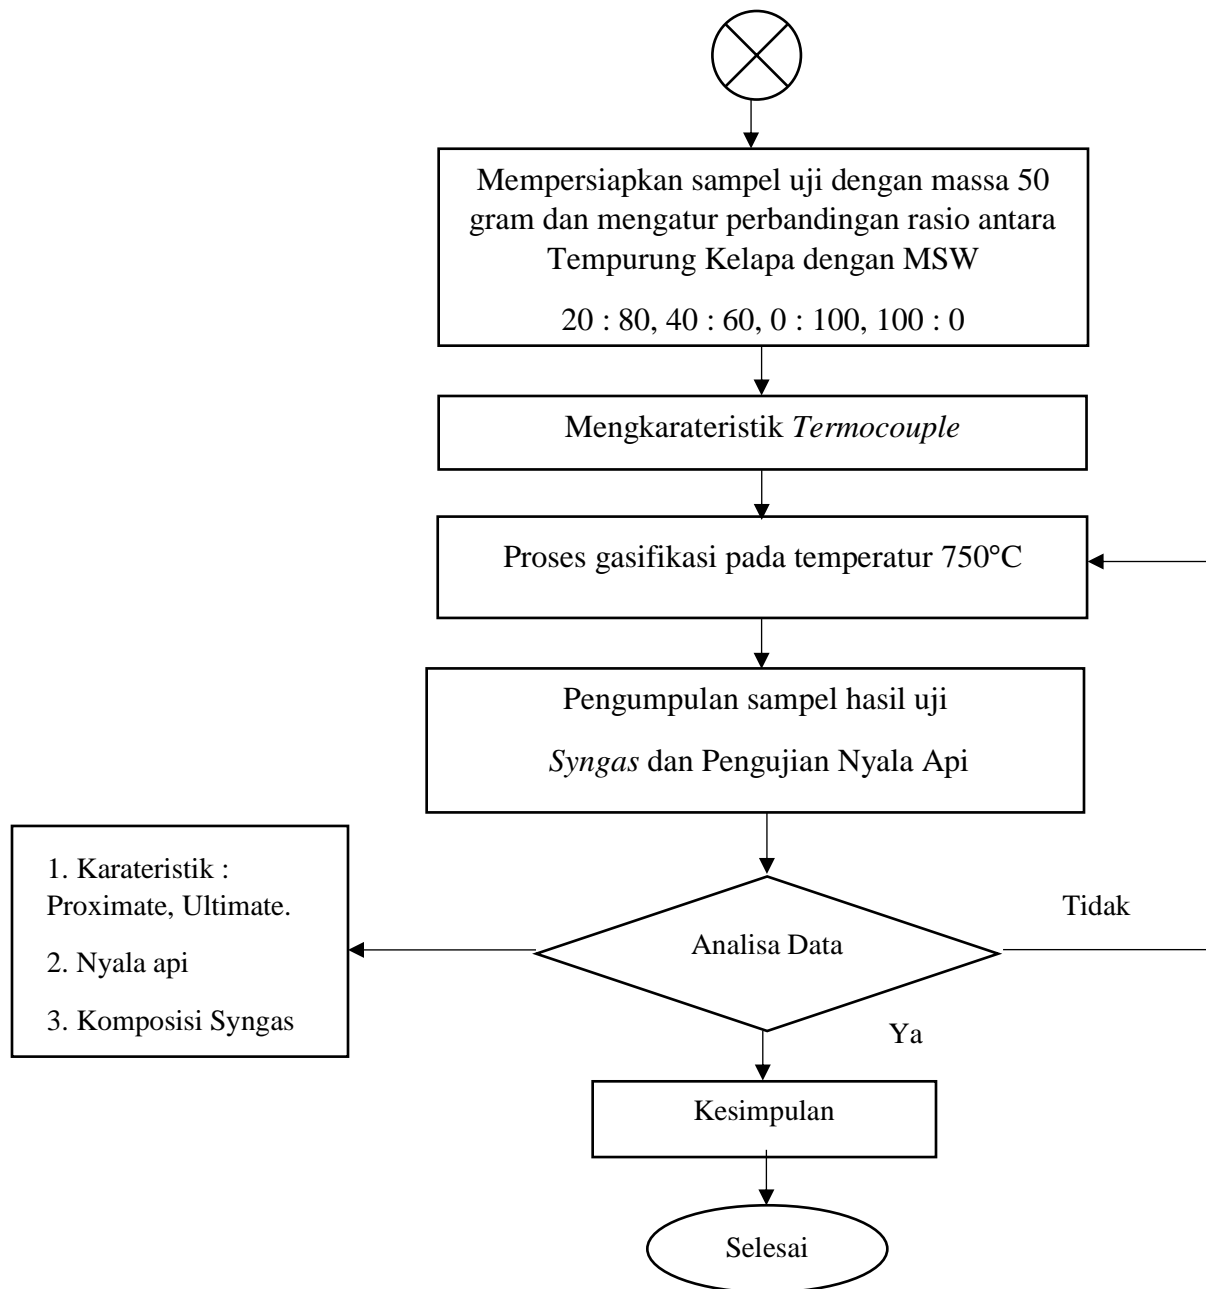 Mempersiapkan sampel uji dengan massa 50
gram dan mengatur perbandingan rasio antara
Tempurung Kelapa dengan MSW
20 : 80, 40 : 60, 0 : 100, 100 : 0
Mengkarateristik Termocouple
Proses gasifikasi pada temperatur 750°C
Pengumpulan sampel hasil uji
Syngas dan Pengujian Nyala Api
1. Karateristik :
Proximate, Ultimate.
2. Nyala api
3. Komposisi Syngas
Analisa Data
Tidak
Ya
Kesimpulan
Selesai